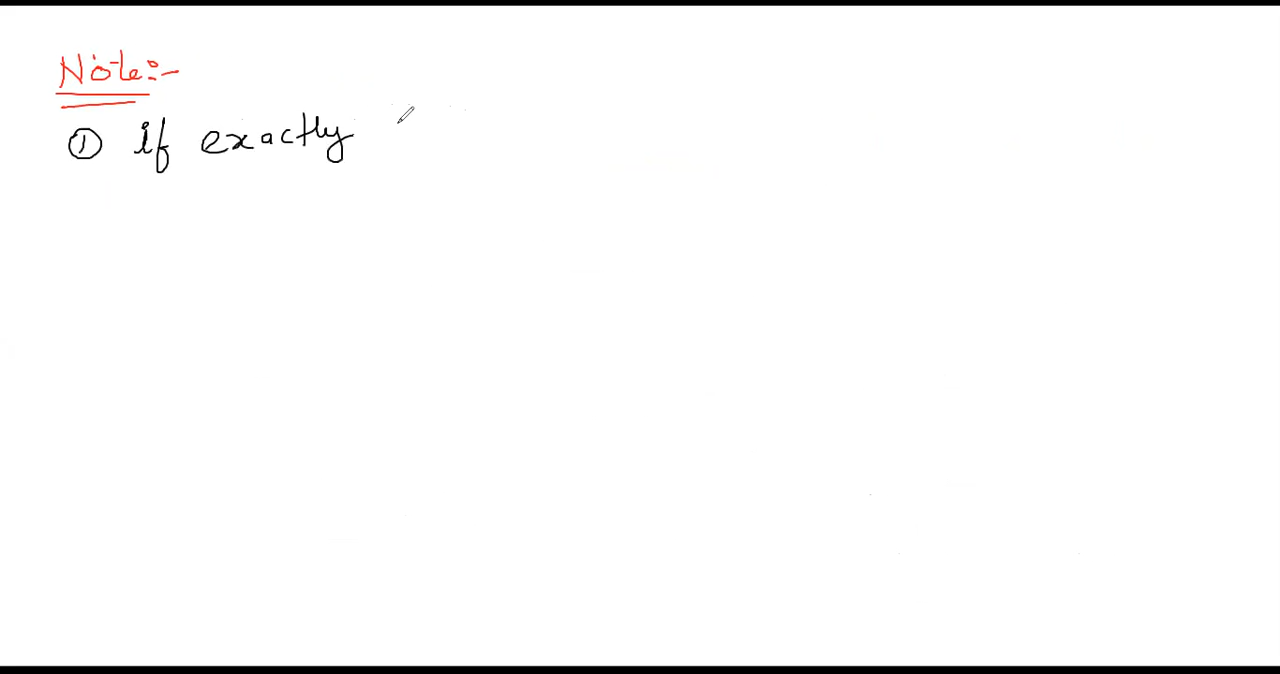 Note:-
① if exactly